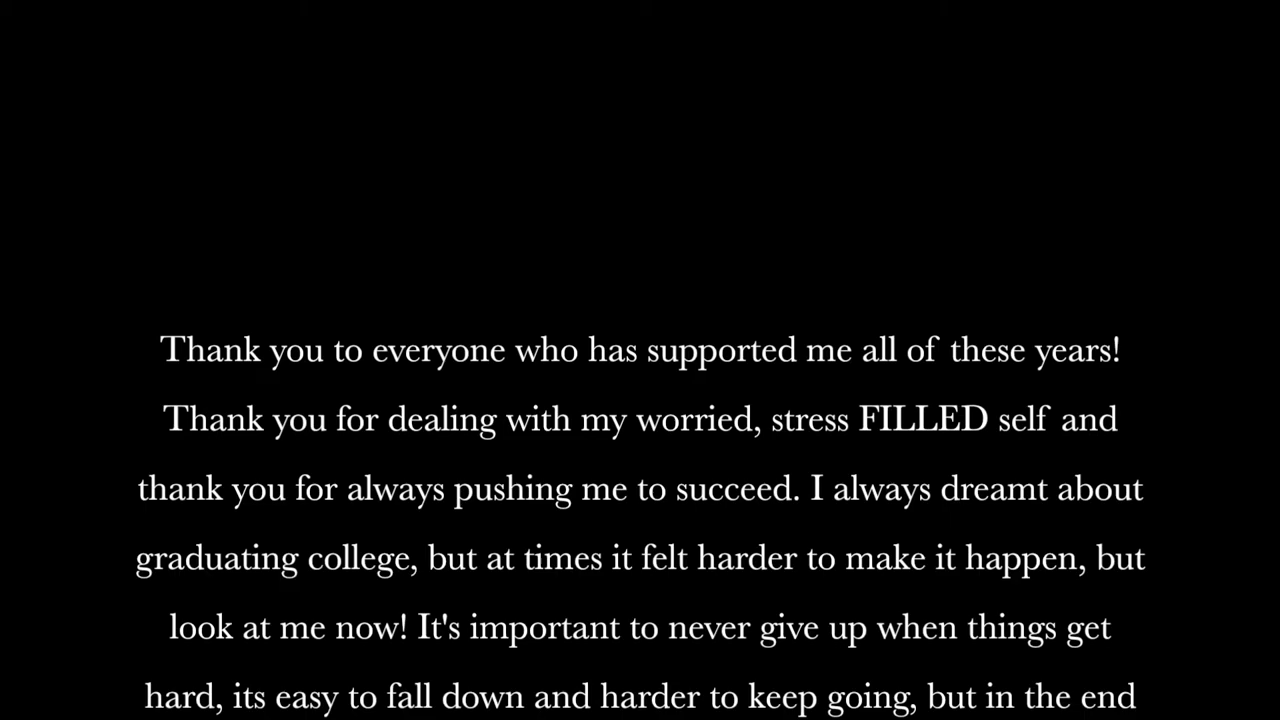 Thank you to everyone who has supported me all of these years!
Thank you for dealing with my worried, stress FILLED self and
thank you for always pushing me to succeed. I always dreamt about
graduating college, but at times it felt harder to make it happen, but
look at me now! It's important to never give up when things get
hard, its easy to fall down and harder to keep going, but in the end